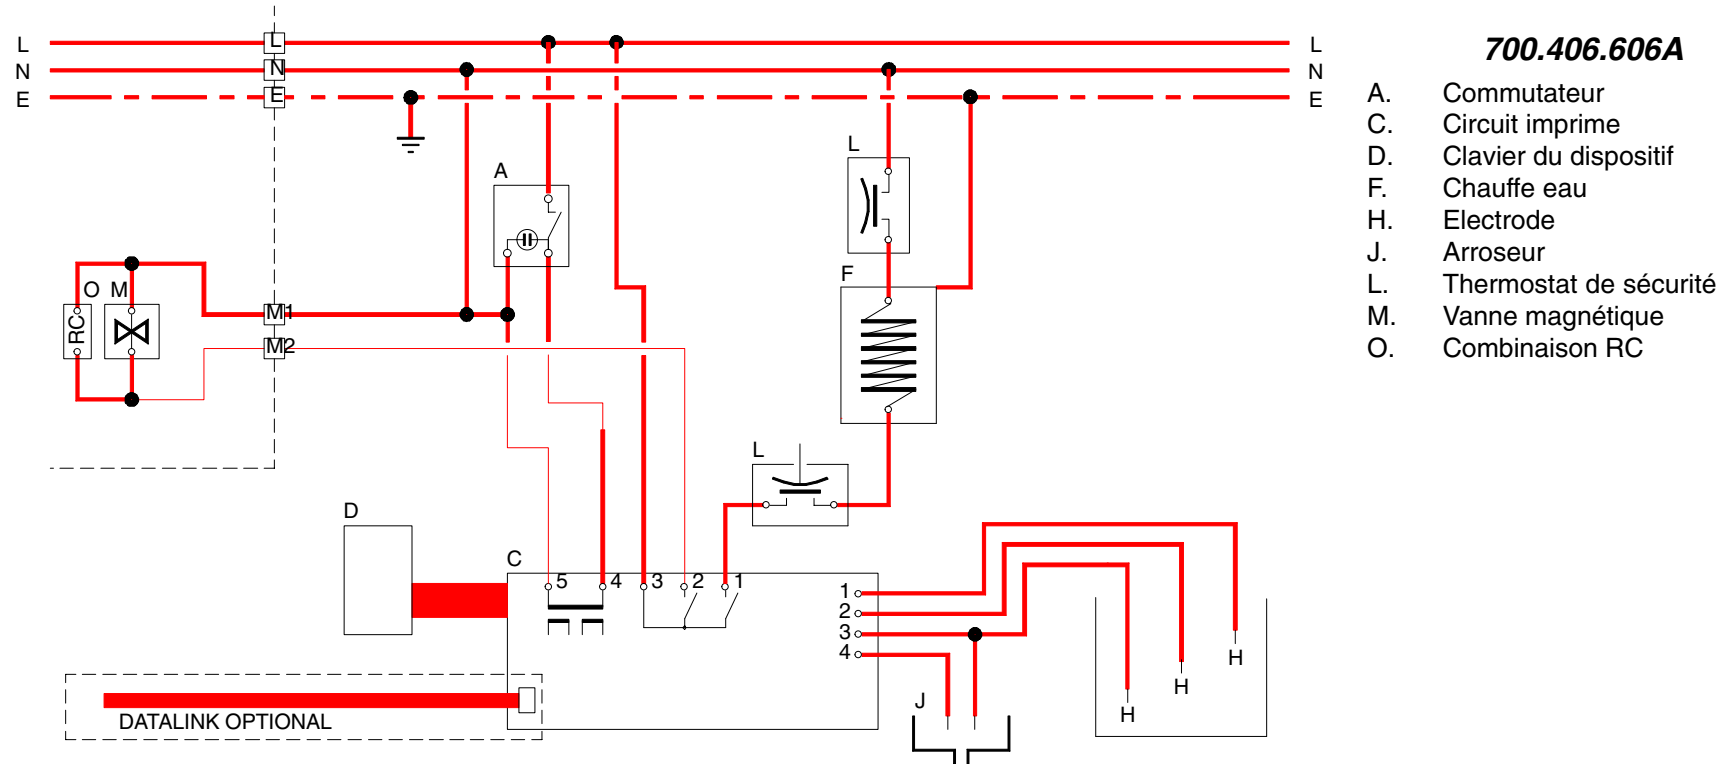 L
N
E
L
N
E
L
N
E
700.406.606A
A. Commutateur
C. Circuit imprime
D. Clavier du dispositif
F. Chauffe eau
H. Electrode
J. Arroseur
L. Thermostat de sécurité
M. Vanne magnétique
O. Combinaison RC
A
L
F
O M
RC
M1
M2
L
D
C
5 4 3 2 1
1
2
3
4
H
H
H
J
DATALINK OPTIONAL